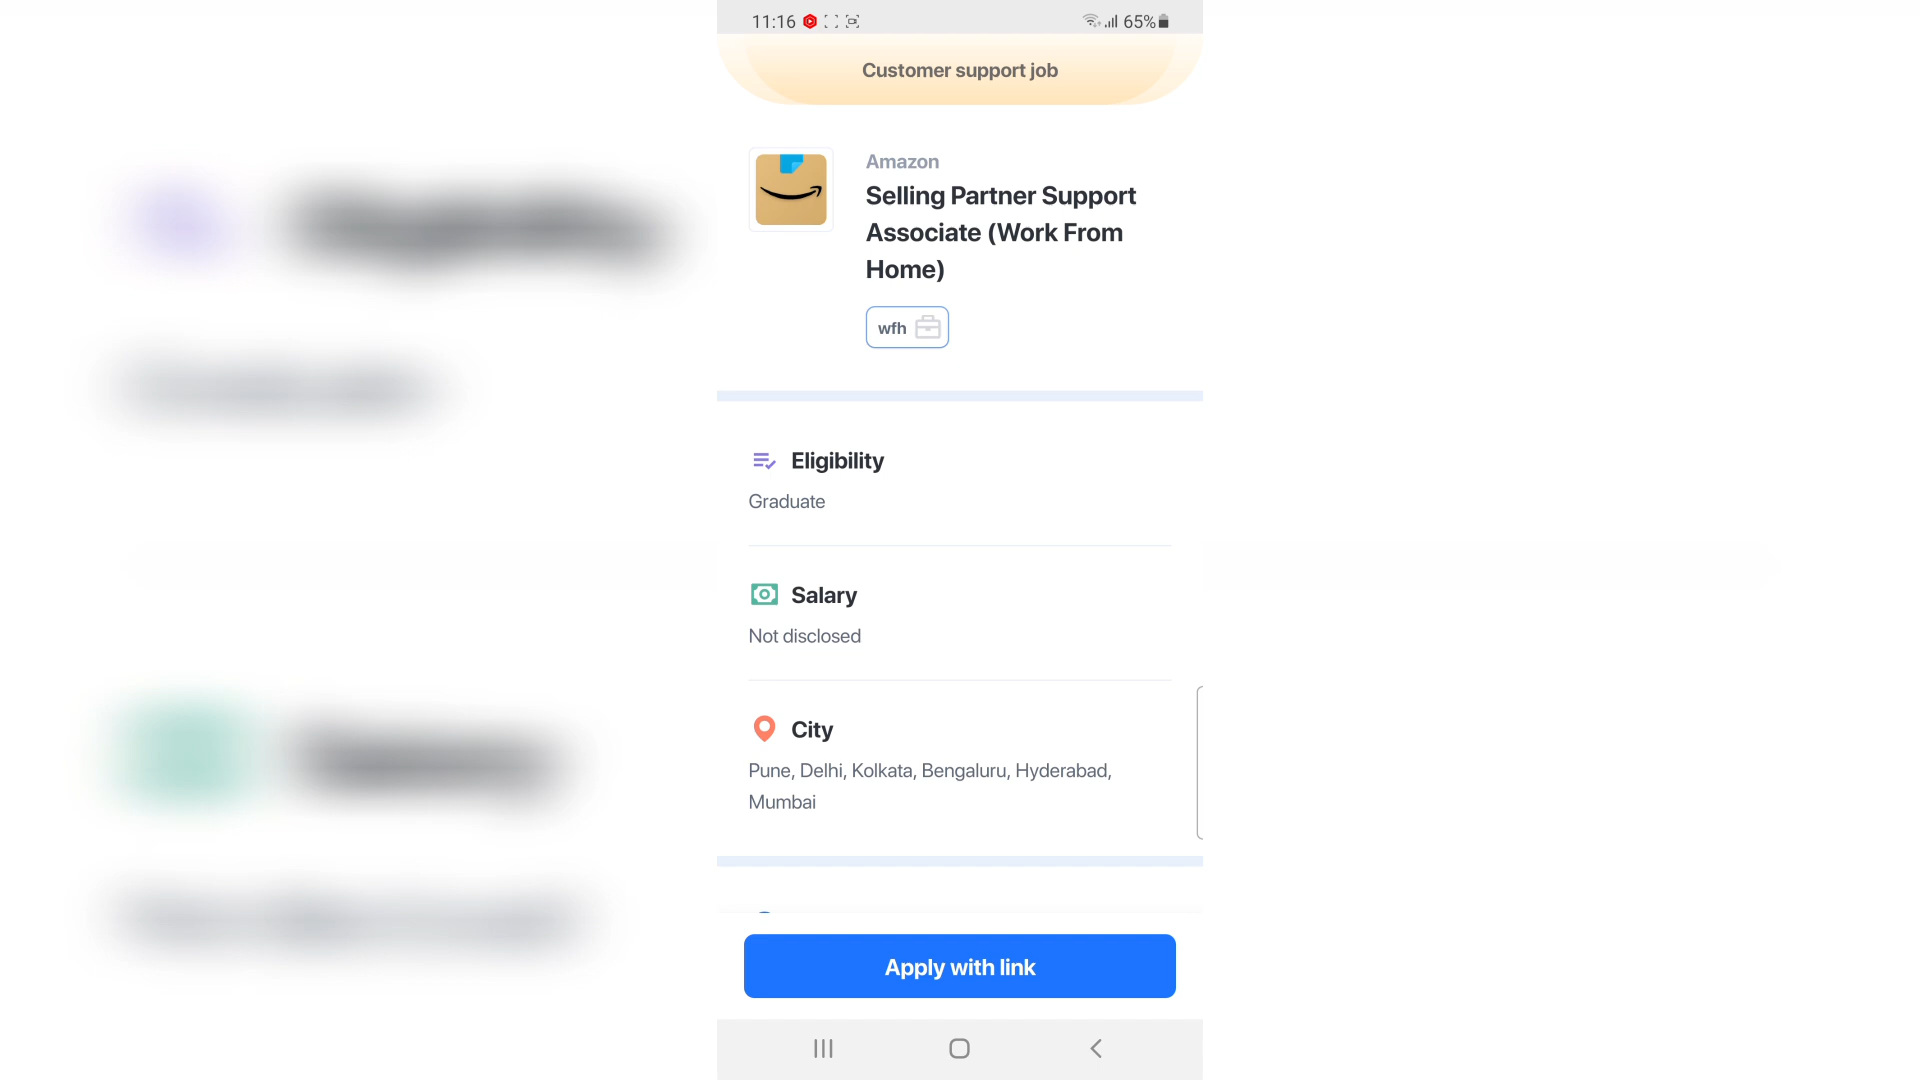 11:16
65%
Customer support job
Amazon
Selling Partner Support
Associate (Work From
Home)
wfh
Eligibility
Graduate
Salary
Not disclosed
City
Pune, Delhi, Kolkata, Bengaluru, Hyderabad,
Mumbai
Apply with link